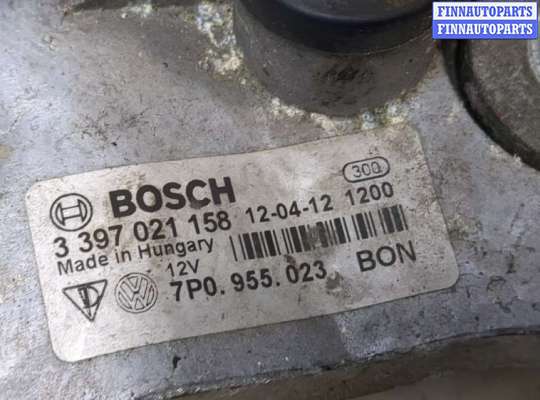 FINNAUTOPARTS
FINNAUTOPARTS
300
BOSCH
3 397 021 158 12-04-12 1200
Made in Hungary
12V
7P0.955.023 BON